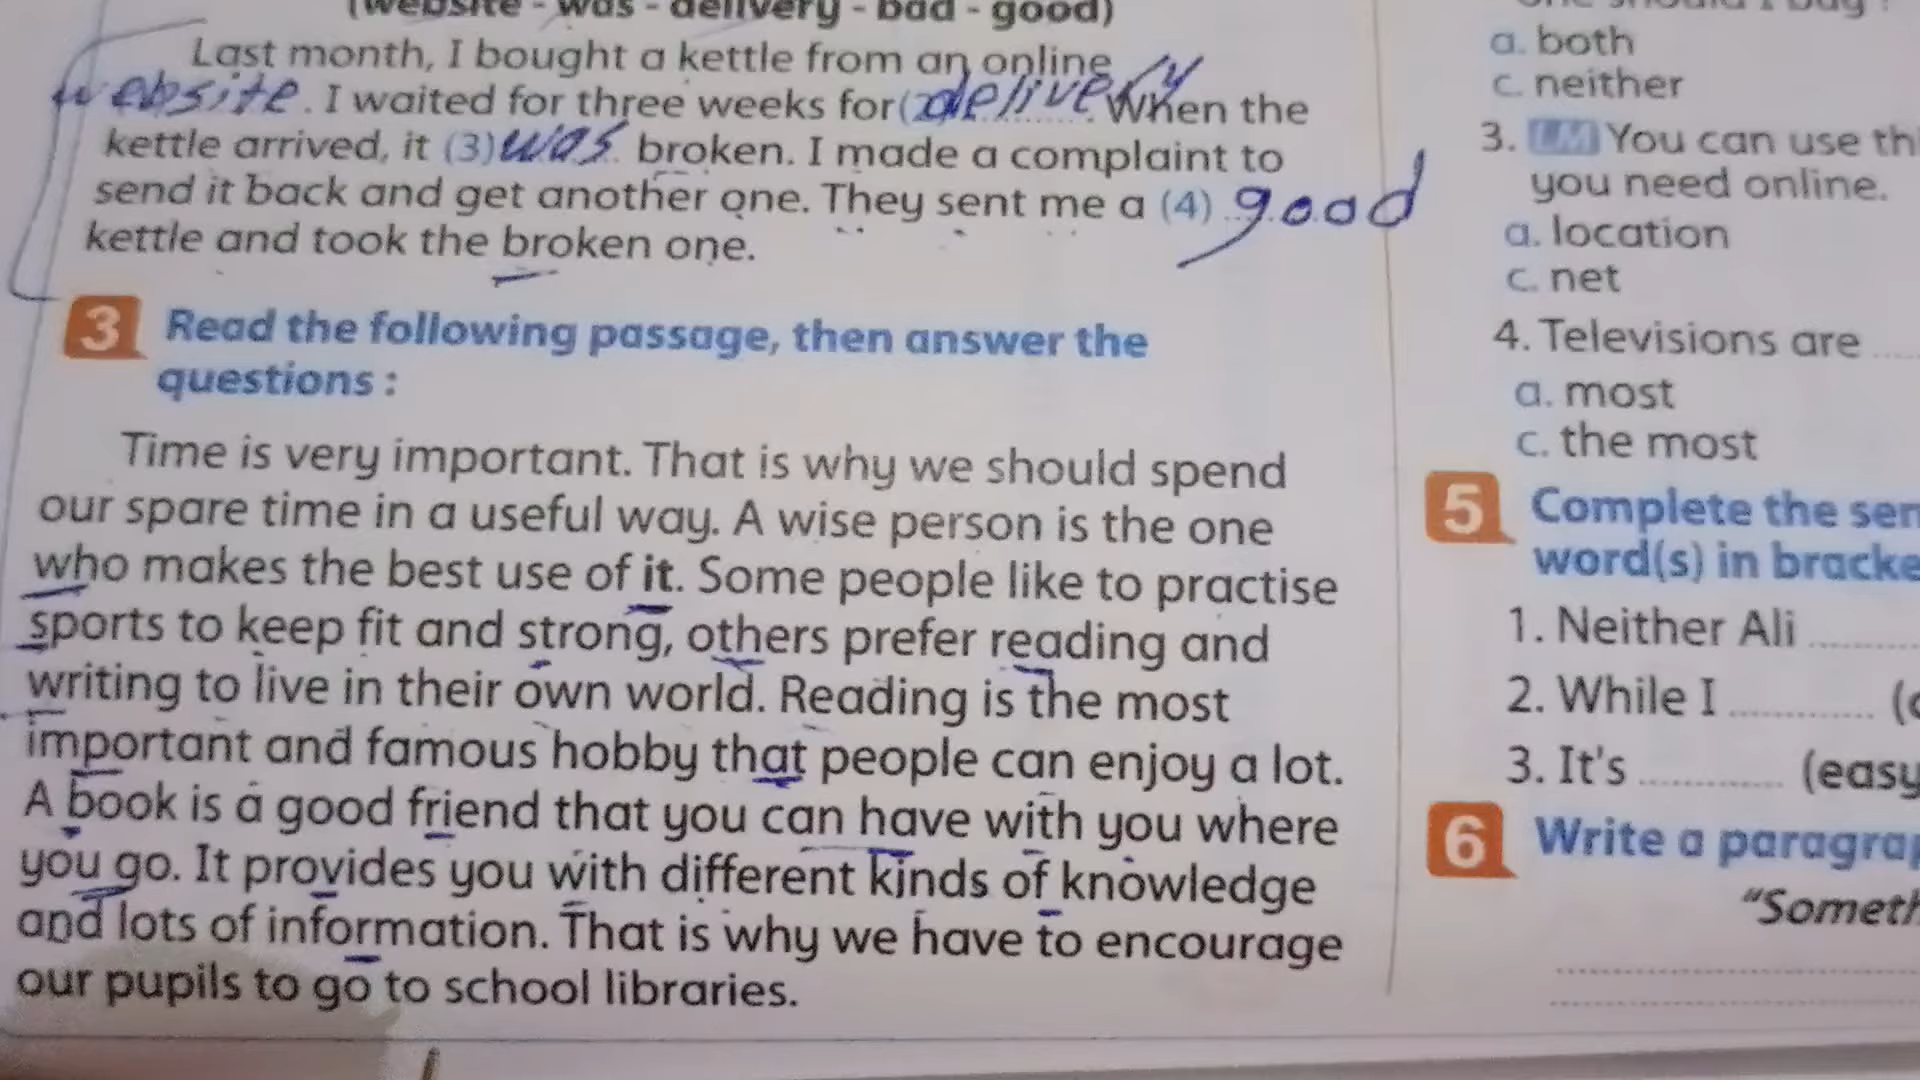 (website - was - delivery - bad - good)
Last month, I bought a kettle from an online
website. I waited for three weeks for (2) delivery. When the
kettle arrived, it (3) was broken. I made a complaint to
send it back and get another one. They sent me a (4) good
kettle and took the broken one.
3 Read the following passage, then answer the
questions :
Time is very important. That is why we should spend
our spare time in a useful way. A wise person is the one
who makes the best use of it. Some people like to practise
sports to keep fit and strong, others prefer reading and
writing to live in their own world. Reading is the most
important and famous hobby that people can enjoy a lot.
A book is a good friend that you can have with you where
you go. It provides you with different kinds of knowledge
and lots of information. That is why we have to encourage
our pupils to go to school libraries.
a. both
c. neither
3. LM You can use thi
you need online.
a. location
c. net
4. Televisions are
a. most
c. the most
5 Complete the sen
word(s) in bracke
1. Neither Ali
2. While I
3. It's (easy
6 Write a paragrap
"Someth